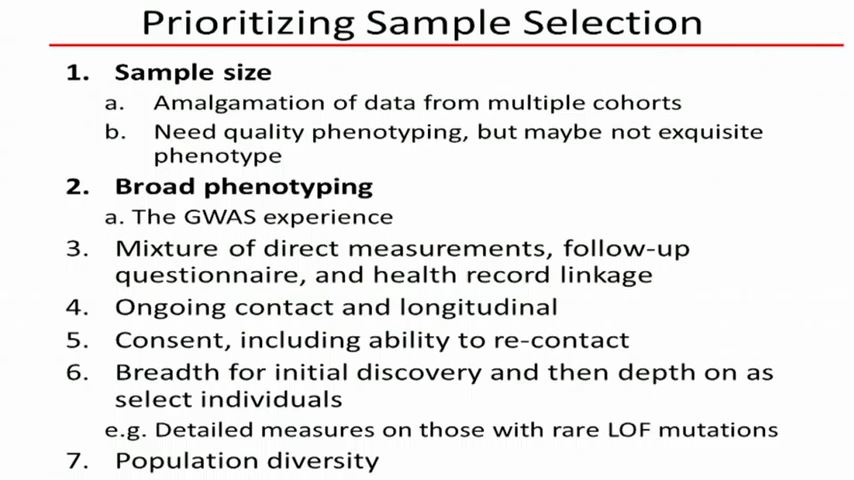 Prioritizing Sample Selection
1. Sample size
a. Amalgamation of data from multiple cohorts
b. Need quality phenotyping, but maybe not exquisite
phenotype
2. Broad phenotyping
a. The GWAS experience
3. Mixture of direct measurements, follow-up
questionnaire, and health record linkage
4. Ongoing contact and longitudinal
5. Consent, including ability to re-contact
6. Breadth for initial discovery and then depth on as
select individuals
e.g. Detailed measures on those with rare LOF mutations
7. Population diversity